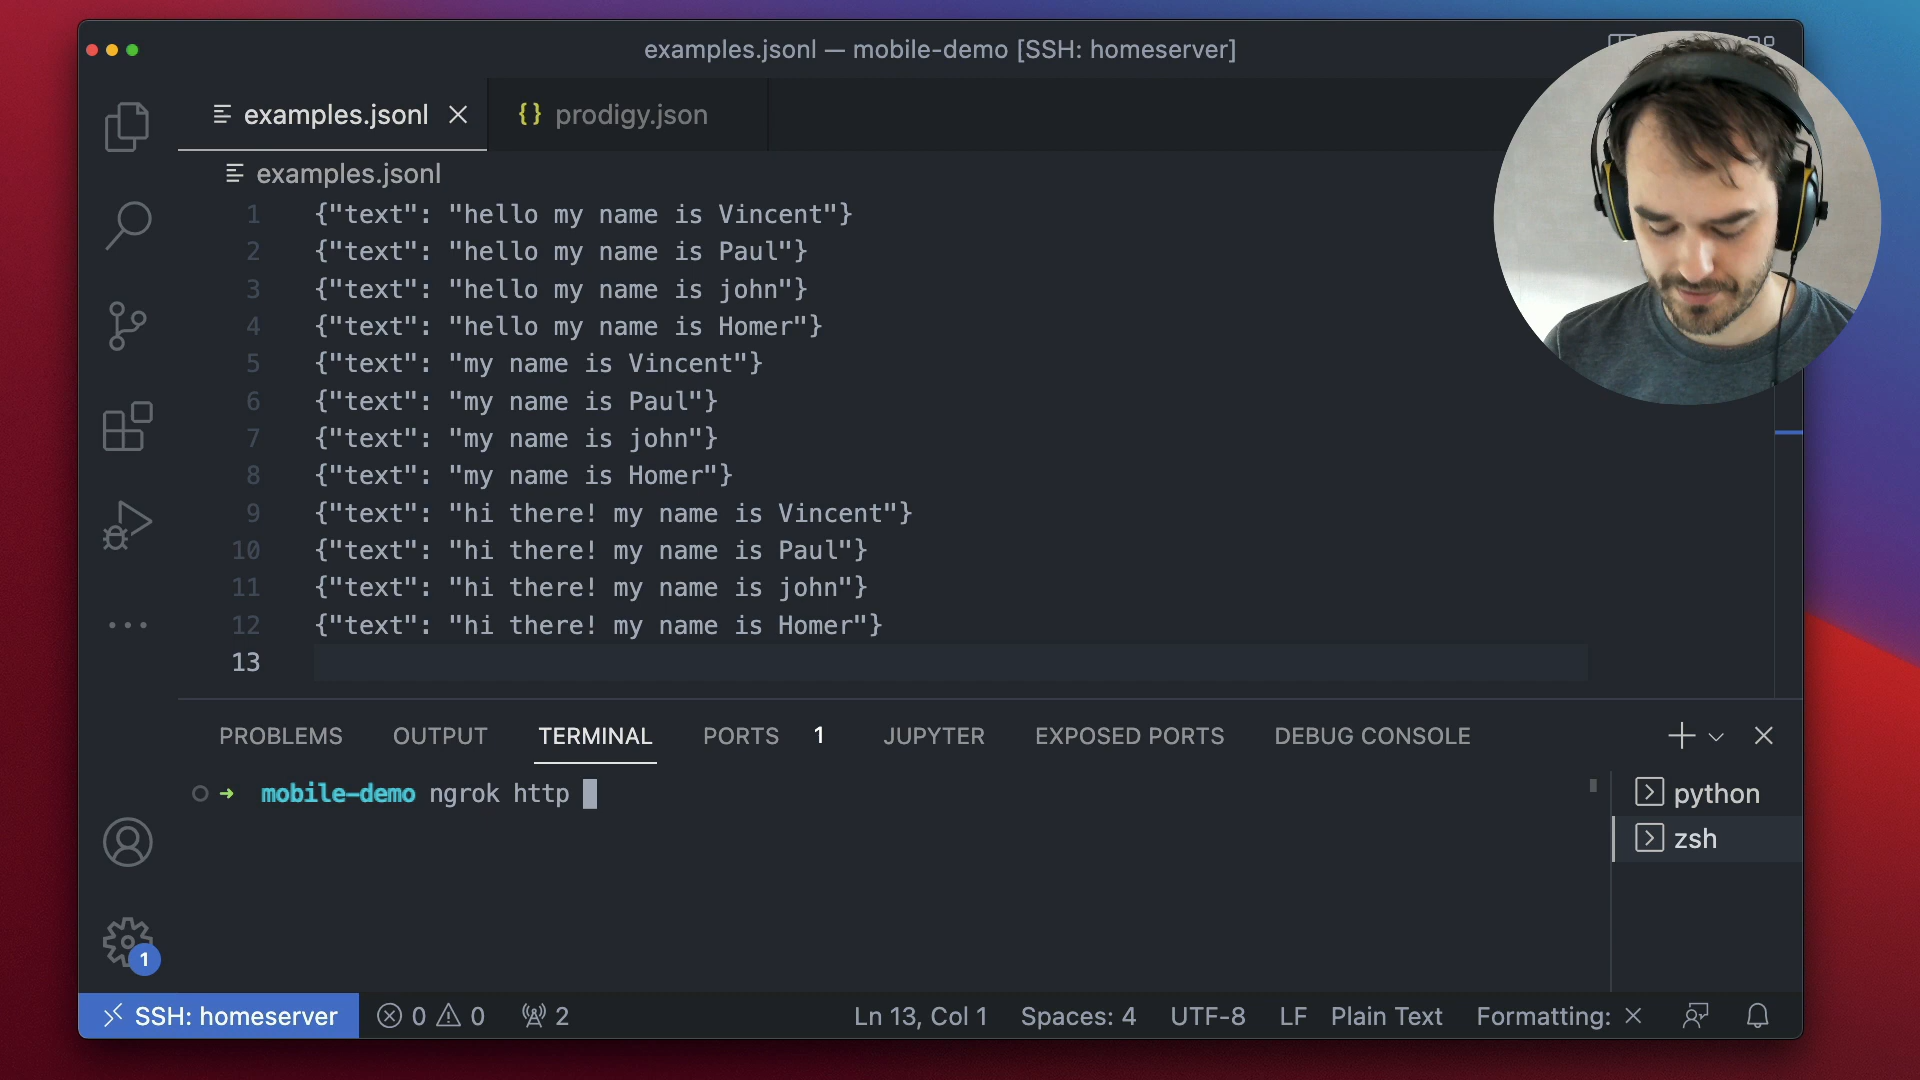 examples.jsonl — mobile-demo [SSH: homeserver]
examples.jsonl
{} prodigy.json
examples.jsonl
1 {"text": "hello my name is Vincent"}
2 {"text": "hello my name is Paul"}
3 {"text": "hello my name is john"}
4 {"text": "hello my name is Homer"}
5 {"text": "my name is Vincent"}
6 {"text": "my name is Paul"}
7 {"text": "my name is john"}
8 {"text": "my name is Homer"}
9 {"text": "hi there! my name is Vincent"}
10 {"text": "hi there! my name is Paul"}
11 {"text": "hi there! my name is john"}
12 {"text": "hi there! my name is Homer"}
13
PROBLEMS OUTPUT TERMINAL PORTS 1 JUPYTER EXPOSED PORTS DEBUG CONSOLE
➜ mobile-demo ngrok http
python
zsh
1
SSH: homeserver 0 0 2 Ln 13, Col 1 Spaces: 4 UTF-8 LF Plain Text Formatting: ×